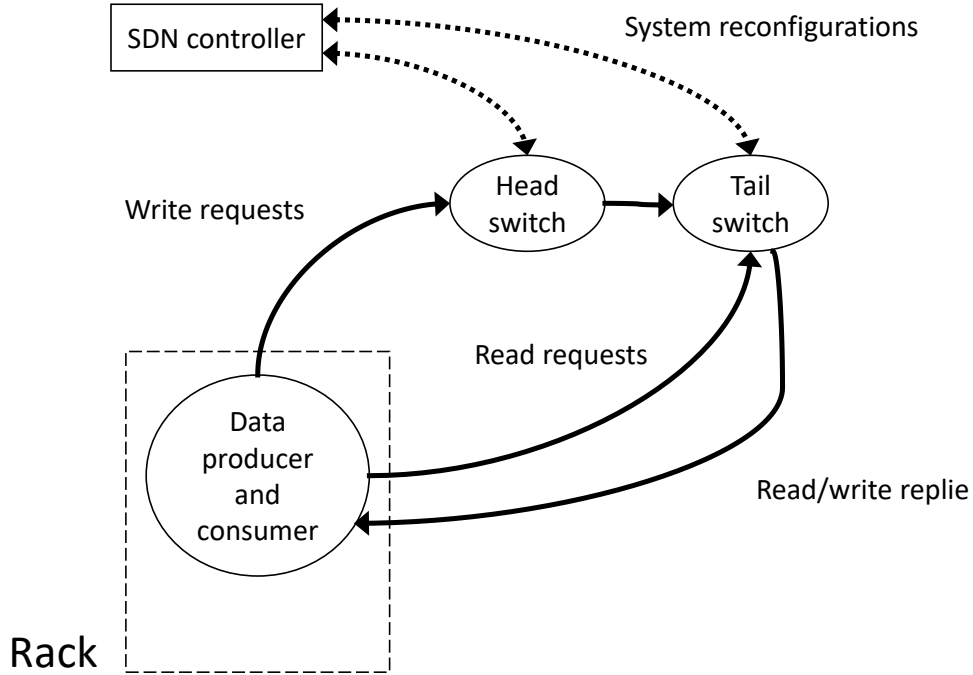 SDN controller
System reconfigurations
Head
switch
Tail
switch
Write requests
Read requests
Data
producer
and
consumer
Read/write replie
Rack